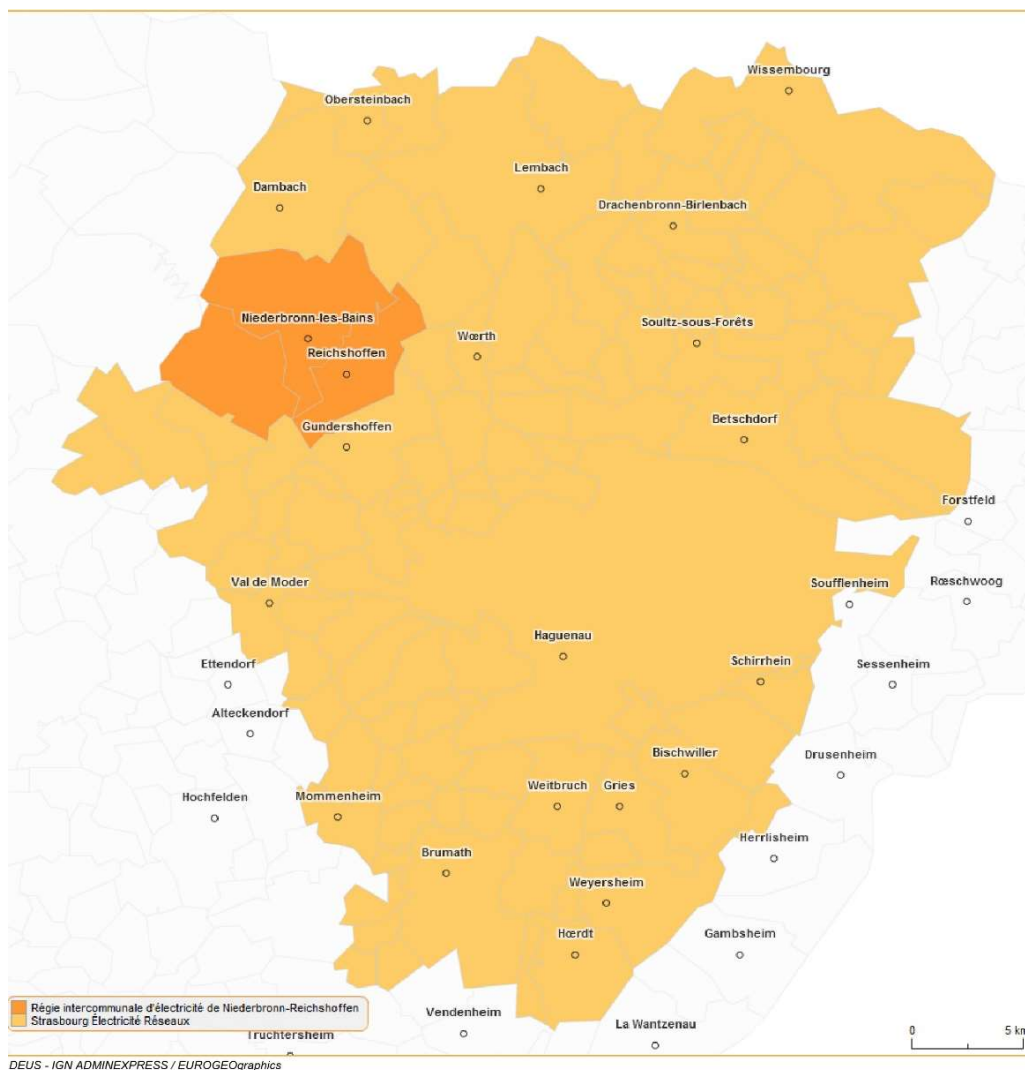 Wissembourg
Obersteinbach
Lembach
Dambach
Drachenbronn-Birlenbach
Niederbronn-les-Bains
Soultz-sous-Forêts
Wœrth
Reichshoffen
Betschdorf
Gundershoffen
Forstfeld
Val de Moder
Soufflenheim
Rœschwoog
Haguenau
Ettendorf
Schirrhein
Sessenheim
Alteckendorf
Bischwiller
Drusenheim
Hochfelden
Mommenheim
Weitbruch
Gries
Herrlisheim
Brumath
Weyersheim
Hœrdt
Gambsheim
Régie intercommunale d'électricité de Niederbronn-Reichshoffen
Strasbourg Électricité Réseaux
Vendenheim
La Wantzenau
Truchtersheim
0 5 km
DEUS - IGN ADMINEXPRESS / EUROGEOgraphics